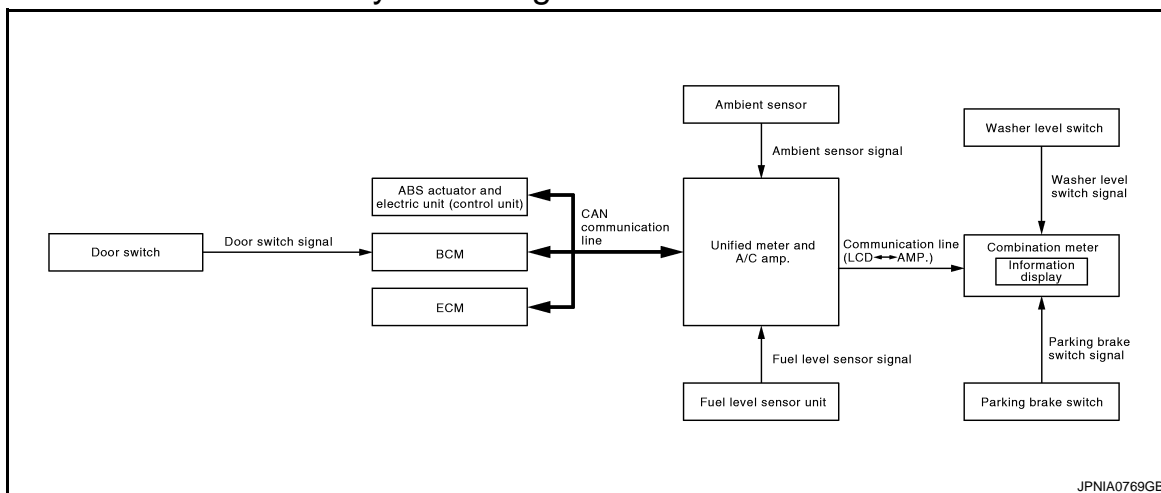 Ambient sensor
Washer level switch
Ambient sensor signal
Washer level
switch signal
ABS actuator and
electric unit (control unit)
CAN
communication
line
Door switch
Door switch signal
BCM
Unified meter and
A/C amp.
Communication line
(LCD↔AMP.)
Combination meter
Information
display
ECM
Fuel level sensor signal
Parking brake
switch signal
Fuel level sensor unit
Parking brake switch
JPNIA0769GB